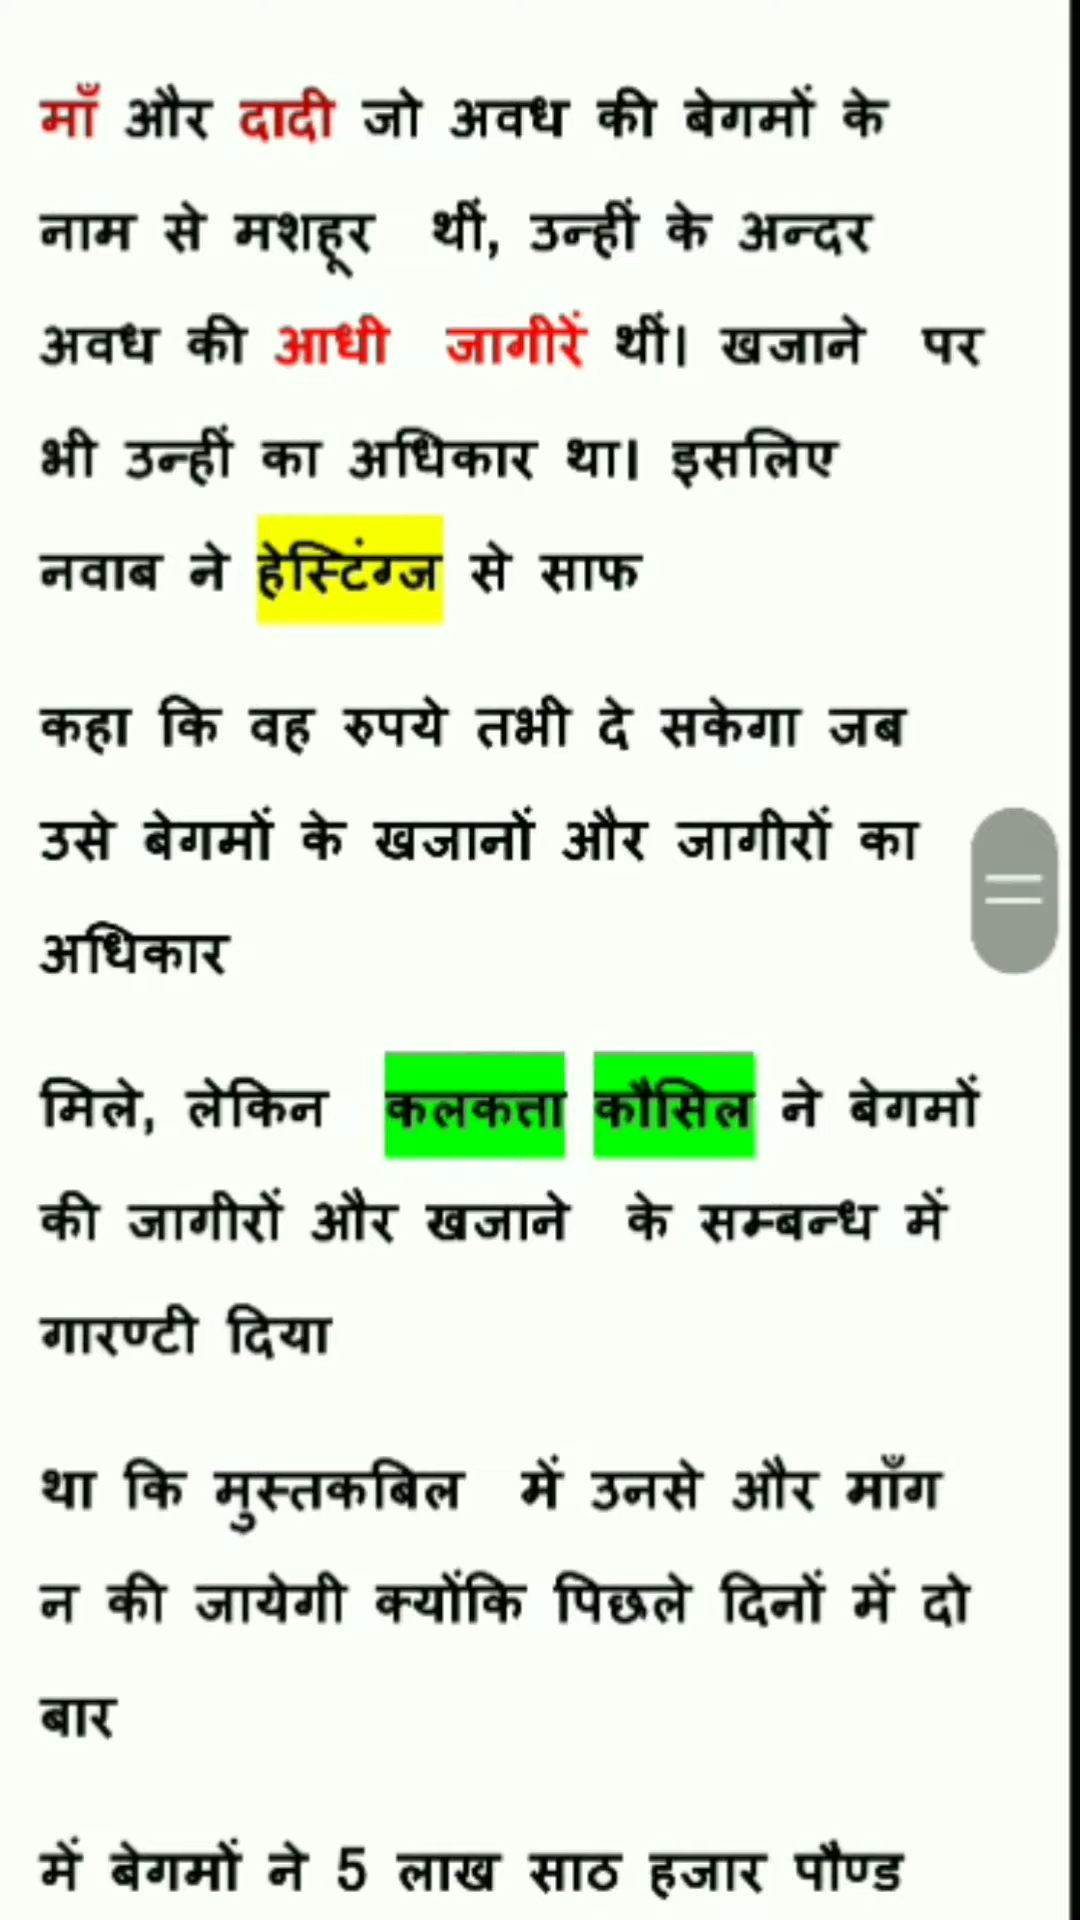 माँ और दादी जो अवध की बेगमों के
नाम से मशहूर थीं, उन्हीं के अन्दर
अवध की आधी जागीरें थीं। खजाने पर
भी उन्हीं का अधिकार था। इसलिए
नवाब ने हेस्टिंग्ज से साफ
कहा कि वह रुपये तभी दे सकेगा जब
उसे बेगमों के खजानों और जागीरों का
अधिकार
मिले, लेकिन कलकत्ता कौसिल ने बेगमों
की जागीरों और खजाने के सम्बन्ध में
गारण्टी दिया
था कि मुस्तकबिल में उनसे और माँग
न की जायेगी क्योंकि पिछले दिनों में दो
बार
में बेगमों ने 5 लाख साठ हजार पौण्ड